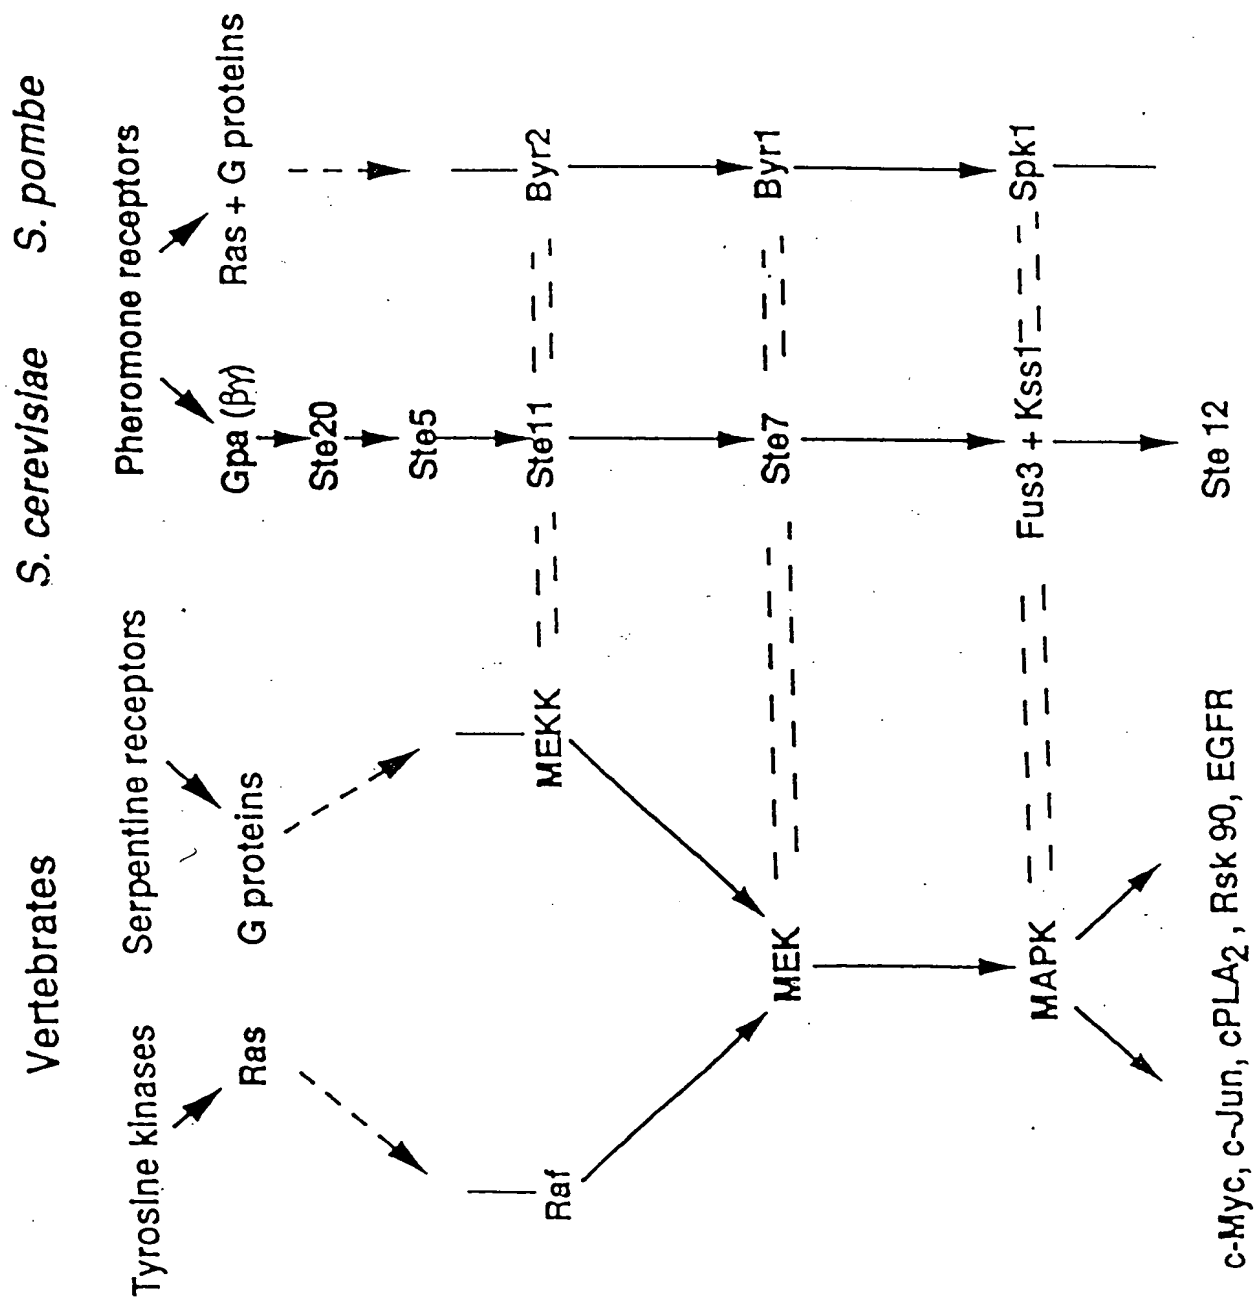 Vertebrates
S. cerevisiae
S. pombe
Tyrosine kinases
Serpentine receptors
Pheromone receptors
Ras
G proteins
Gpa (βγ)
Ras + G proteins
Ste20
Ste5
Raf
MEKK
Ste11
Byr2
MEK
Ste7
Byr1
MAPK
Fus3 + Kss1
Spk1
c-Myc, c-Jun, cPLA2, Rsk 90, EGFR
Ste 12